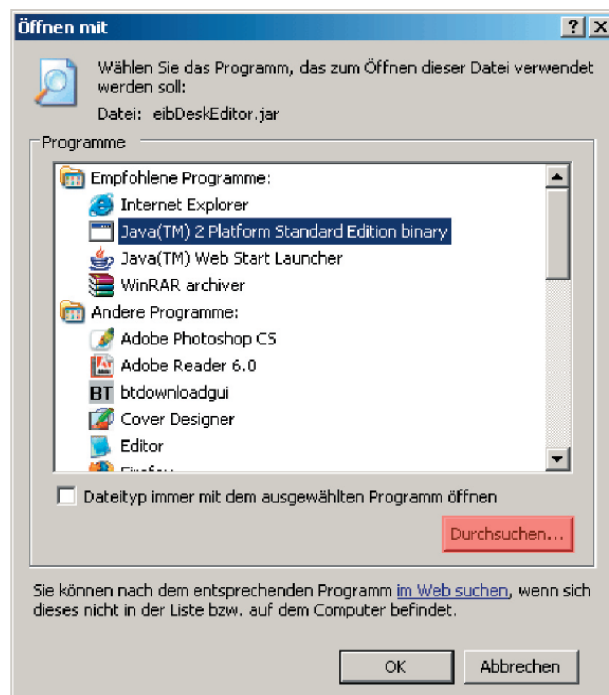 Öffnen mit
Wählen Sie das Programm, das zum Öffnen dieser Datei verwendet
werden soll:
Datei: eibDeskEditor.jar
Programme
Empfohlene Programme:
Internet Explorer
Java(TM) 2 Platform Standard Edition binary
Java(TM) Web Start Launcher
WinRAR archiver
Andere Programme:
Adobe Photoshop CS
Adobe Reader 6.0
BT btdownloadgui
Cover Designer
Editor
Dateityp immer mit dem ausgewählten Programm öffnen
Durchsuchen...
Sie können nach dem entsprechenden Programm im Web suchen, wenn sich
dieses nicht in der Liste bzw. auf dem Computer befindet.
OK
Abbrechen